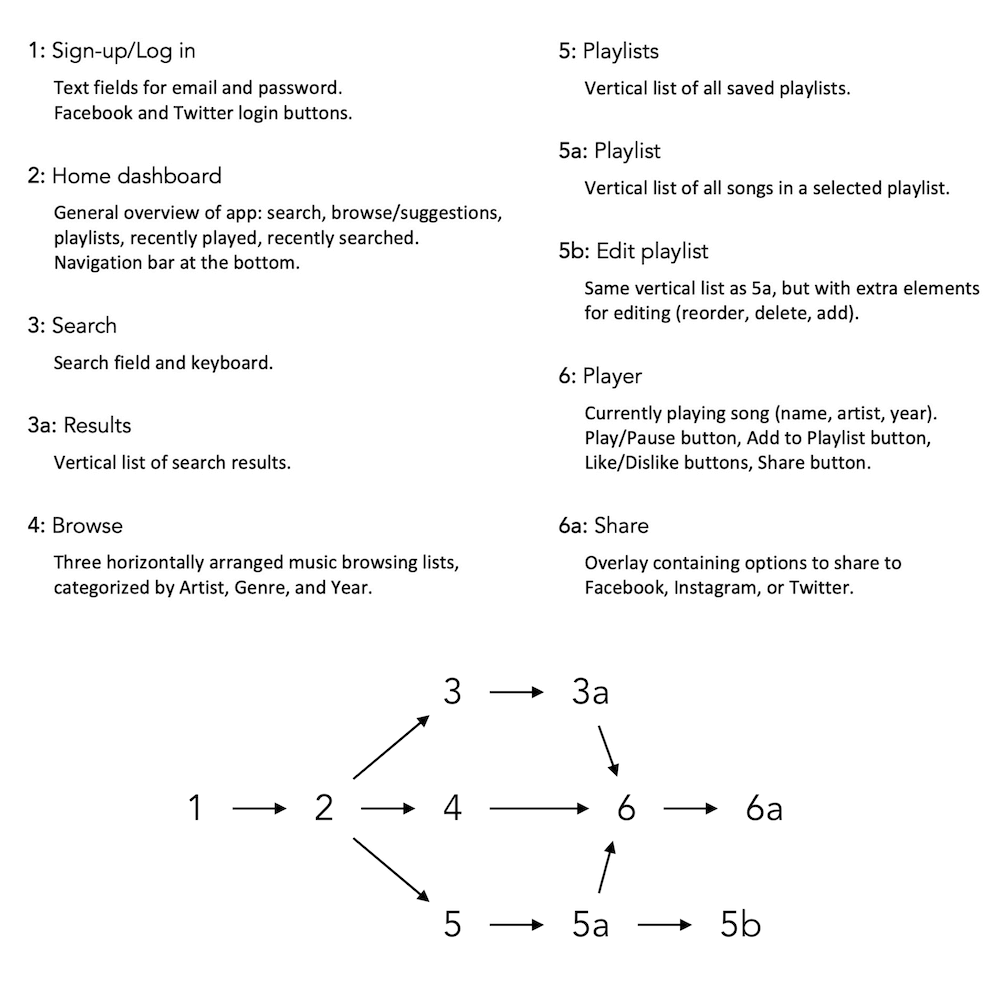 1: Sign-up/Log in
Text fields for email and password.
Facebook and Twitter login buttons.
2: Home dashboard
General overview of app: search, browse/suggestions,
playlists, recently played, recently searched.
Navigation bar at the bottom.
3: Search
Search field and keyboard.
3a: Results
Vertical list of search results.
4: Browse
Three horizontally arranged music browsing lists,
categorized by Artist, Genre, and Year.
5: Playlists
Vertical list of all saved playlists.
5a: Playlist
Vertical list of all songs in a selected playlist.
5b: Edit playlist
Same vertical list as 5a, but with extra elements
for editing (reorder, delete, add).
6: Player
Currently playing song (name, artist, year).
Play/Pause button, Add to Playlist button,
Like/Dislike buttons, Share button.
6a: Share
Overlay containing options to share to
Facebook, Instagram, or Twitter.
3 3a
1 2 4 6 6a
5 5a 5b